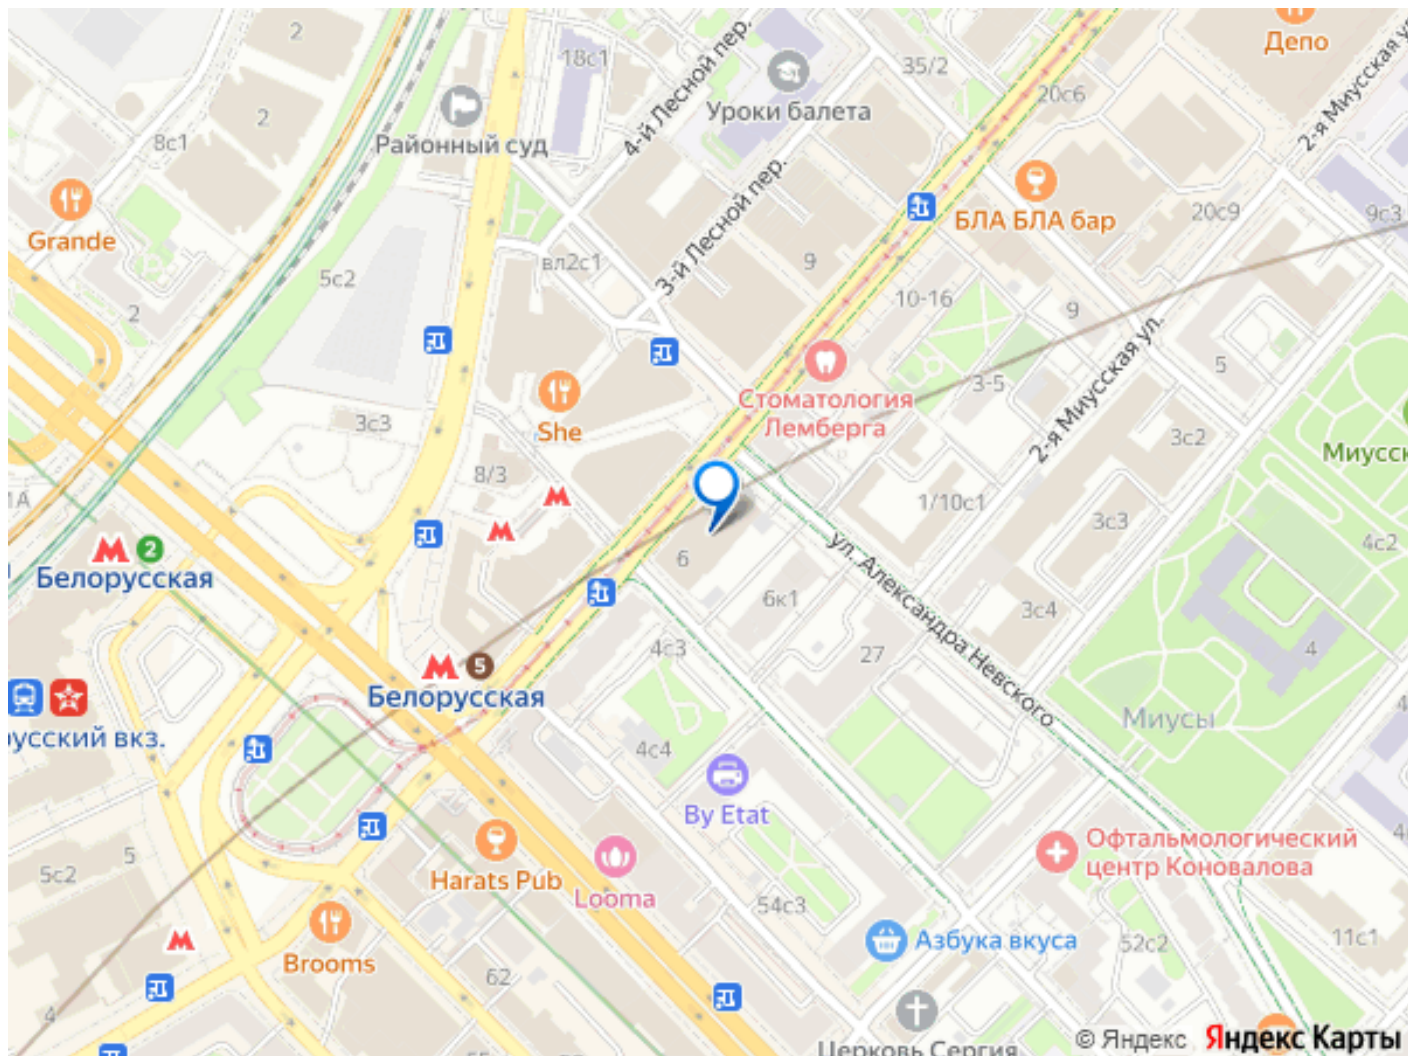 2
18с1
4-й Лесной пер.
35/2
Депо
2-я Миусская ул.
20с6
Уроки балета
2
8с1
Районный суд
3-й Лесной пер.
БЛА БЛА бар
20с9
9с3
Grande
5с2
вл2с1
9
10-16
9
2
5
3-5
2-я Миусская ул.
Стоматология
Лемберга
3с3
She
3с2
8/3
1А
1/10с1
3с3
4с2
2
Белорусская
6
ул. Александра Невского
6к1
3с4
4с3
27
4
5
Белорусская
Миусы
4с4
By Etat
Офтальмологический
центр Коновалова
5
5с2
Harats Pub
Looma
54с3
Азбука вкуса
52с2
11с1
Brooms
62
4
© Яндекс Яндекс Карты
Церковь Сергия